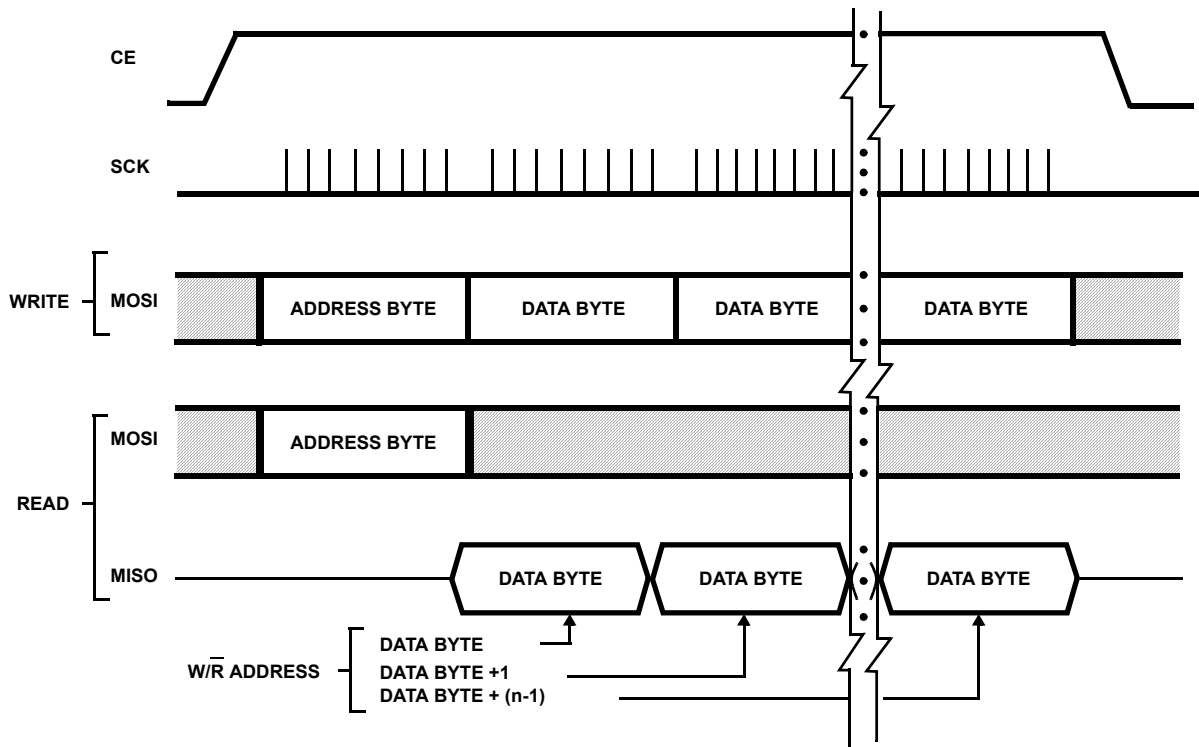 CE
SCK
WRITE
MOSI
ADDRESS BYTE
DATA BYTE
DATA BYTE
DATA BYTE
READ
MOSI
ADDRESS BYTE
MISO
DATA BYTE
DATA BYTE
DATA BYTE
W/R̅ ADDRESS
DATA BYTE
DATA BYTE +1
DATA BYTE + (n-1)